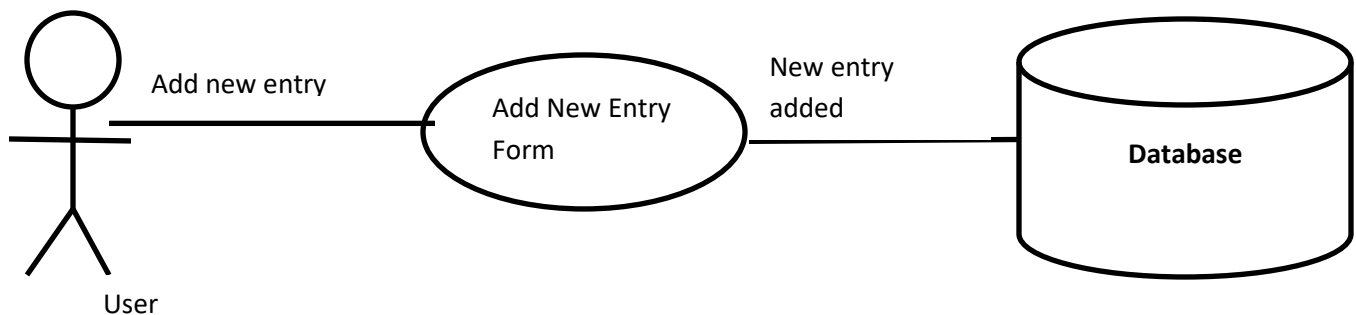 Add new entry
Add New Entry
Form
New entry
added
Database
User